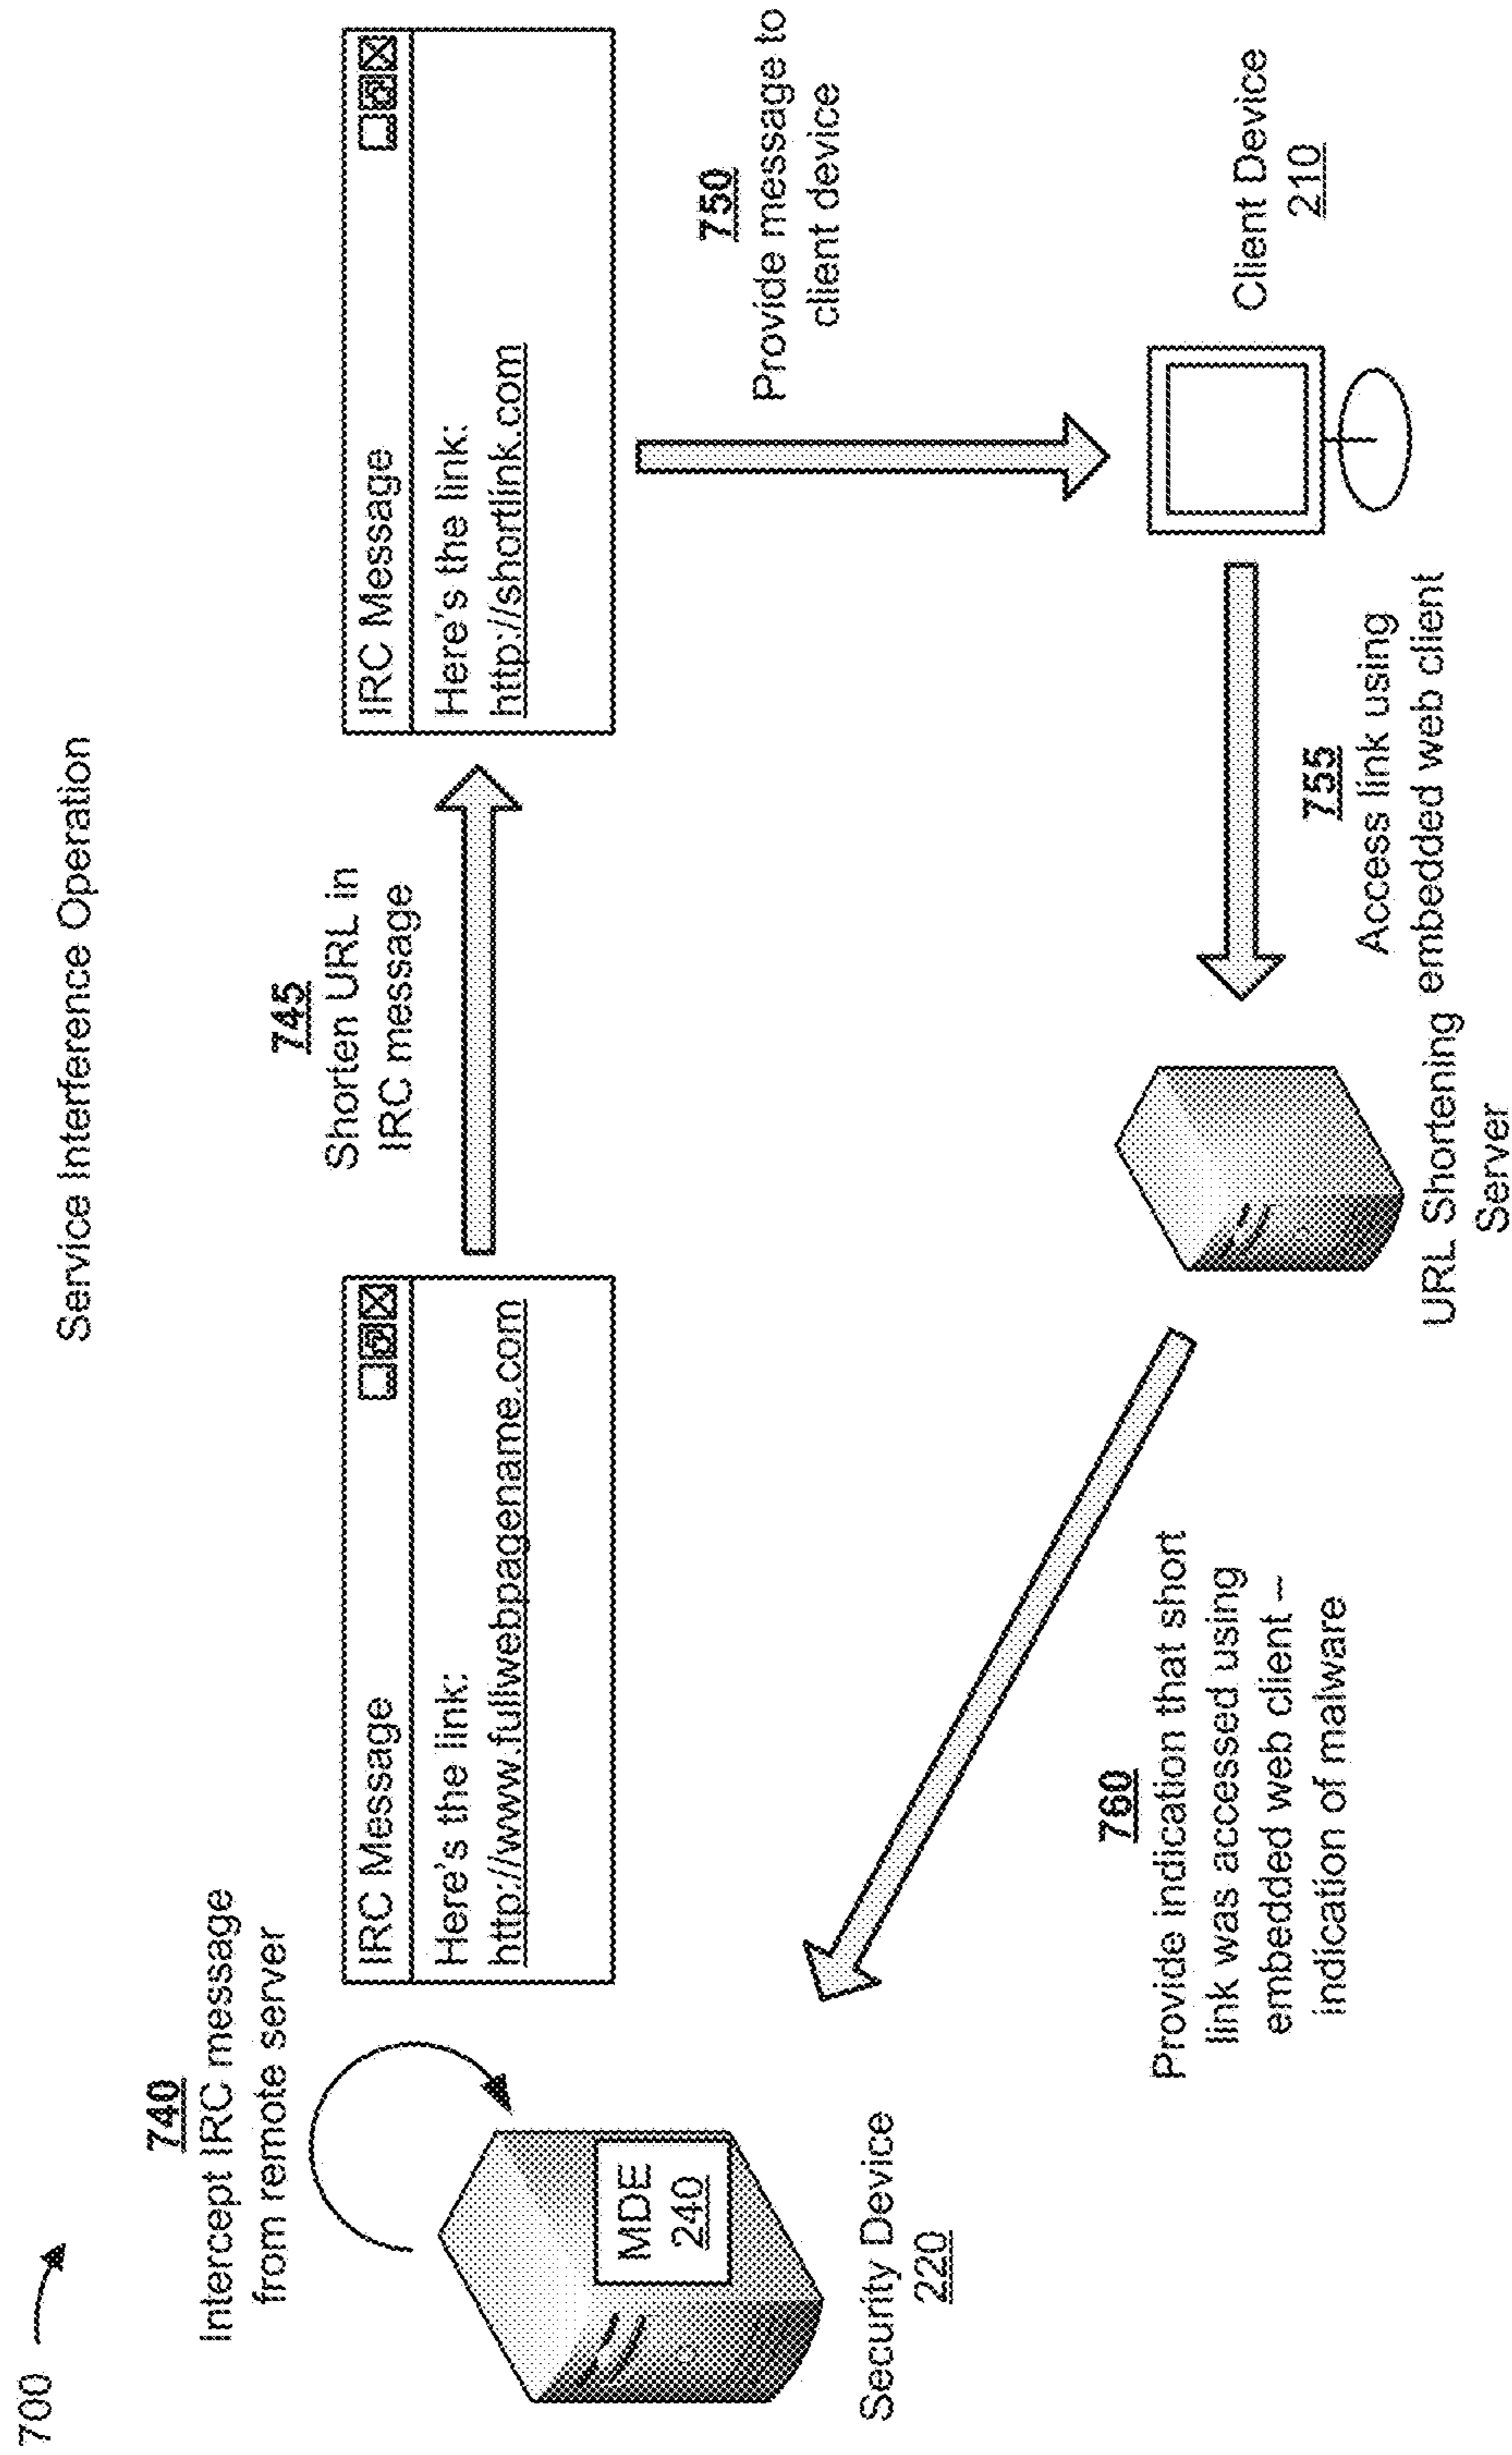 700
Service Interference Operation
740
Intercept IRC message
from remote server
MDE
240
Security Device
220
IRC Message
Here's the link:
http://www.fullwebpagename.com
745
Shorten URL in
IRC message
IRC Message
Here's the link:
http://shortlink.com
750
Provide message to
client device
Client Device
210
755
Access link using
embedded web client
URL Shortening
Server
760
Provide indication that short
link was accessed using
embedded web client –
indication of malware